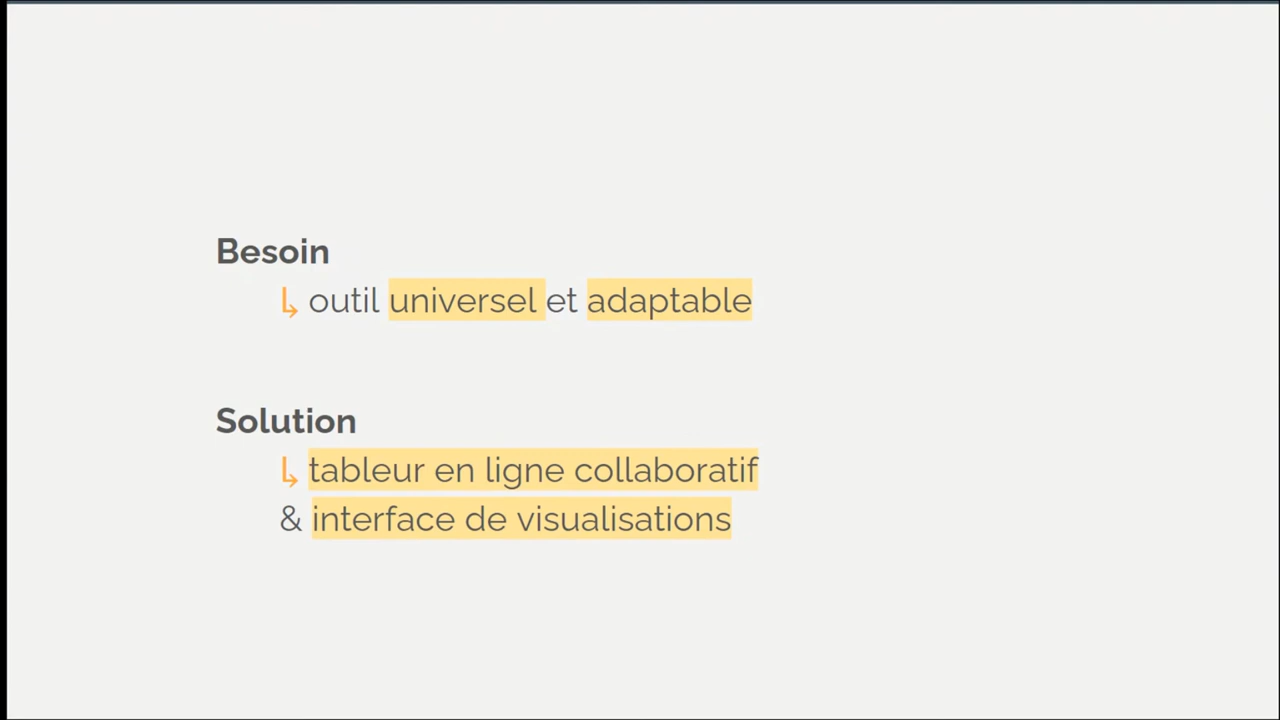 Besoin
↳ outil universel et adaptable
Solution
↳ tableur en ligne collaboratif
& interface de visualisations